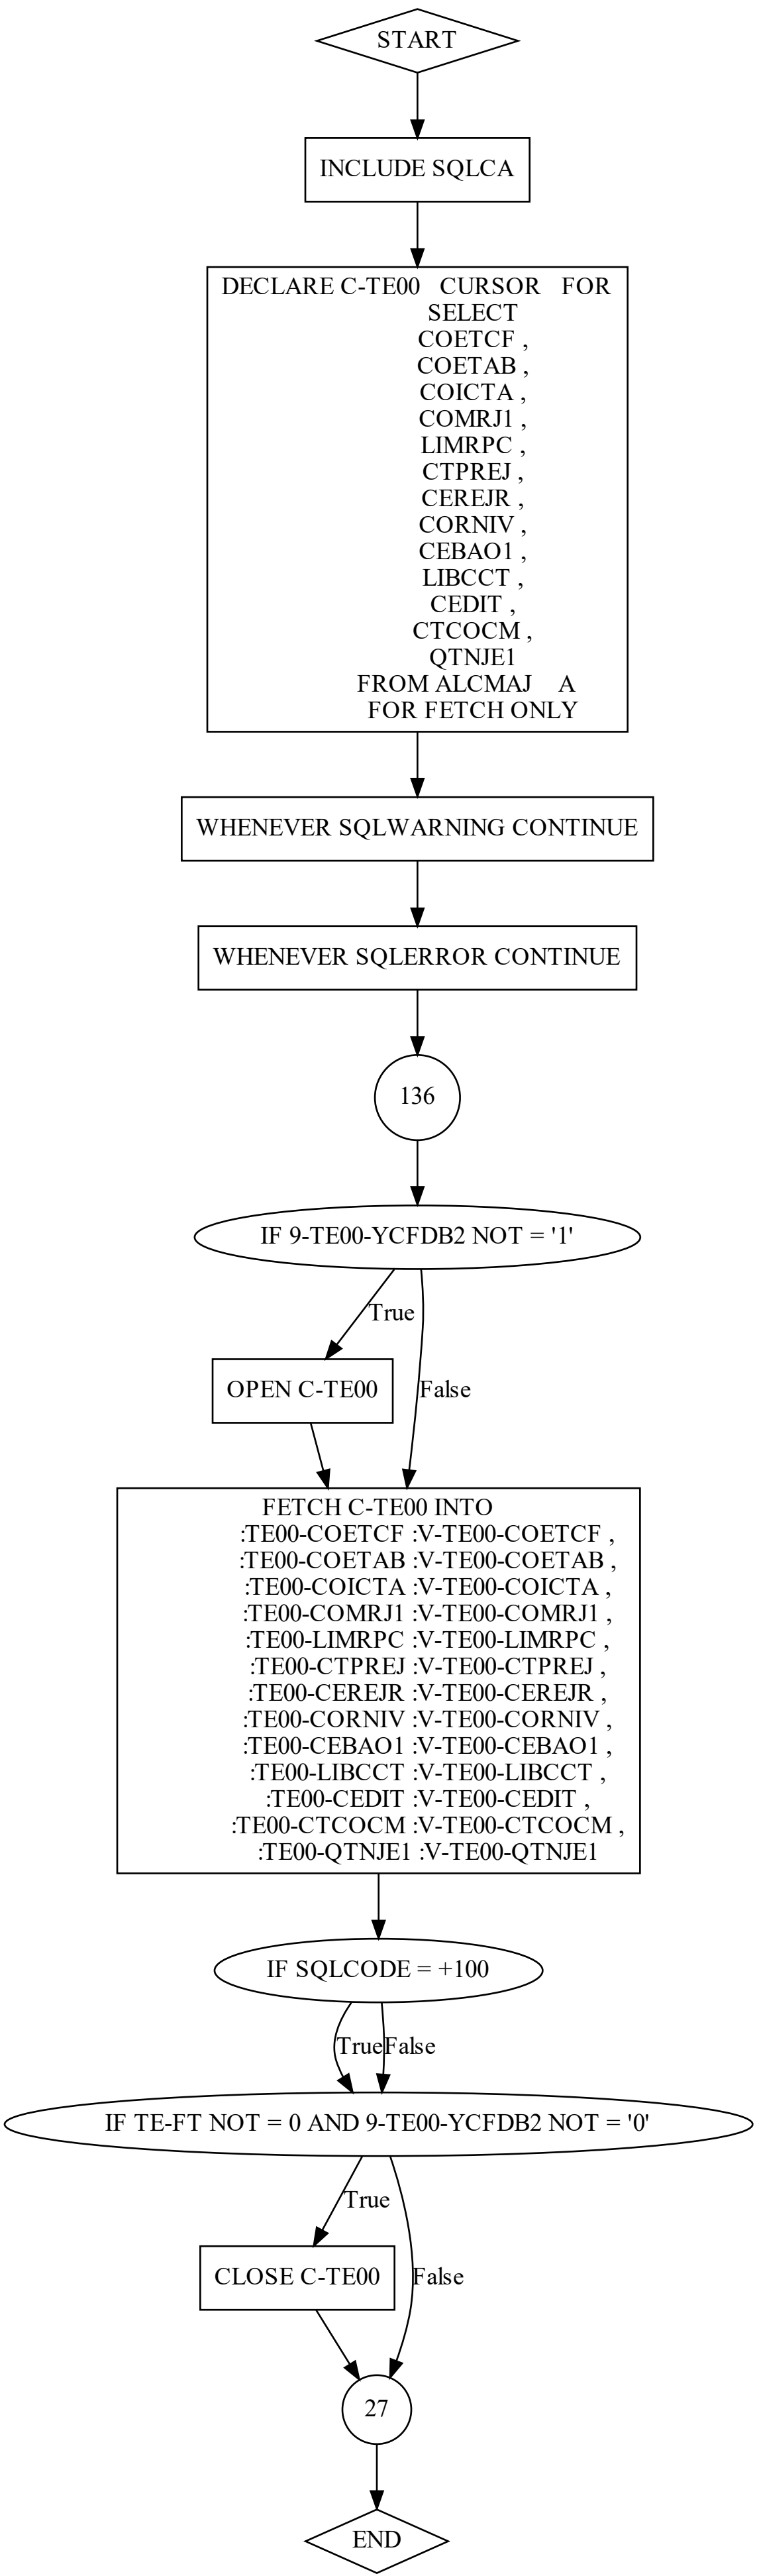 START
INCLUDE SQLCA
DECLARE C-TE00 CURSOR FOR
SELECT
COETCF ,
COETAB ,
COICTA ,
COMRJ1 ,
LIMRPC ,
CTPREJ ,
CEREJR ,
CORNIV ,
CEBAO1 ,
LIBCCT ,
CEDIT ,
CTCOCM ,
QTNJE1
FROM ALCMAJ A
FOR FETCH ONLY
WHENEVER SQLWARNING CONTINUE
WHENEVER SQLERROR CONTINUE
136
IF 9-TE00-YCFDB2 NOT = '1'
True
OPEN C-TE00
False
FETCH C-TE00 INTO
:TE00-COETCF :V-TE00-COETCF ,
:TE00-COETAB :V-TE00-COETAB ,
:TE00-COICTA :V-TE00-COICTA ,
:TE00-COMRJ1 :V-TE00-COMRJ1 ,
:TE00-LIMRPC :V-TE00-LIMRPC ,
:TE00-CTPREJ :V-TE00-CTPREJ ,
:TE00-CEREJR :V-TE00-CEREJR ,
:TE00-CORNIV :V-TE00-CORNIV ,
:TE00-CEBAO1 :V-TE00-CEBAO1 ,
:TE00-LIBCCT :V-TE00-LIBCCT ,
:TE00-CEDIT :V-TE00-CEDIT ,
:TE00-CTCOCM :V-TE00-CTCOCM ,
:TE00-QTNJE1 :V-TE00-QTNJE1
IF SQLCODE = +100
True
False
IF TE-FT NOT = 0 AND 9-TE00-YCFDB2 NOT = '0'
True
CLOSE C-TE00
False
27
END